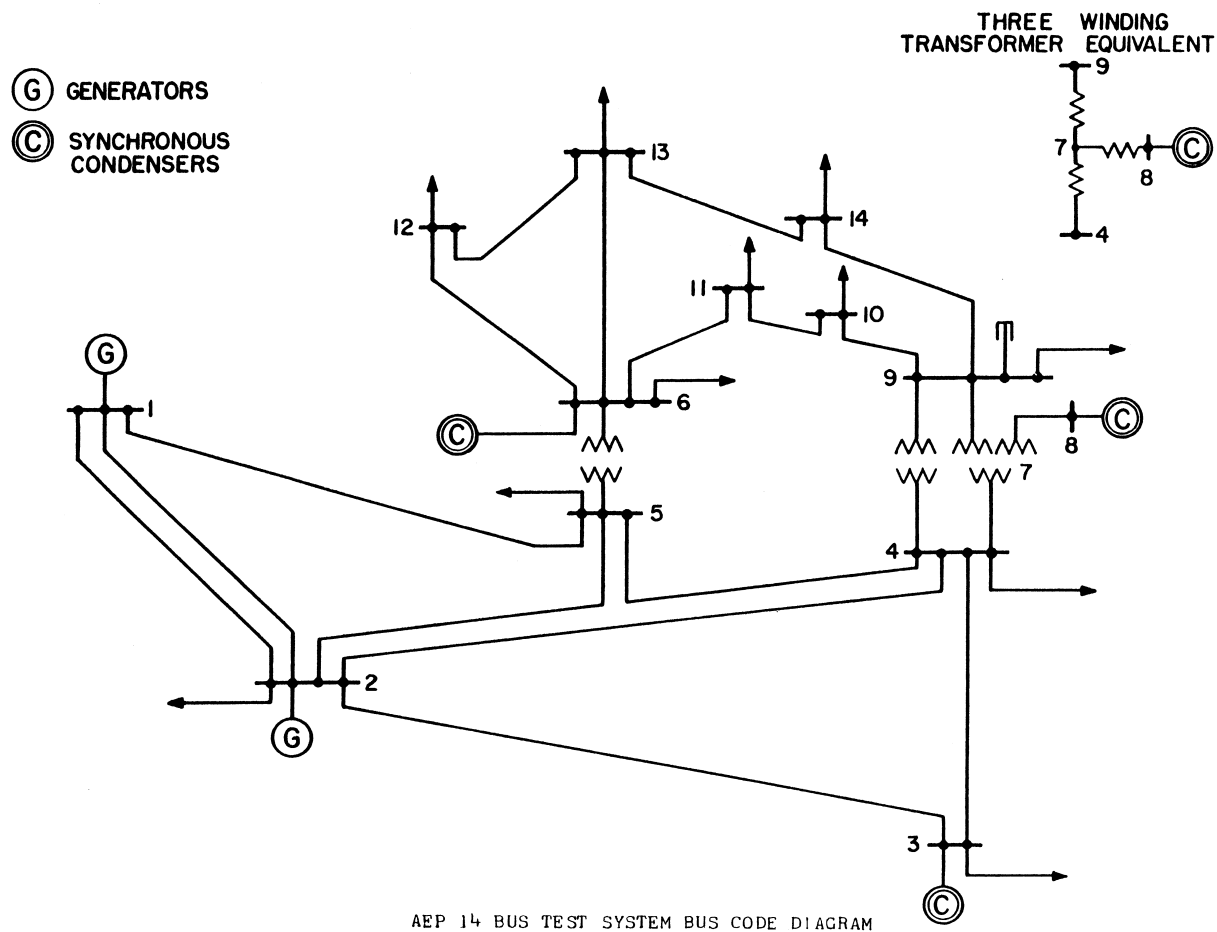 THREE WINDING
TRANSFORMER EQUIVALENT
9
7
C
8
4
G GENERATORS
C SYNCHRONOUS
CONDENSERS
13
12
14
11
10
G
1
9
6
C
8
C
7
5
4
2
G
3
C
AEP 14 BUS TEST SYSTEM BUS CODE DIAGRAM